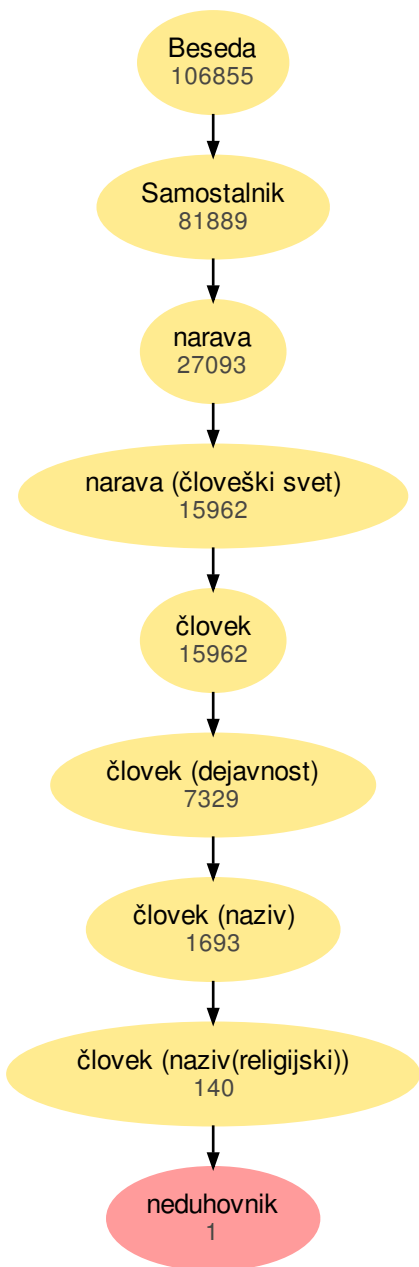 Beseda
106855
Samostalnik
81889
narava
27093
narava (človeški svet)
15962
človek
15962
človek (dejavnost)
7329
človek (naziv)
1693
človek (naziv(religijski))
140
neduhovnik
1